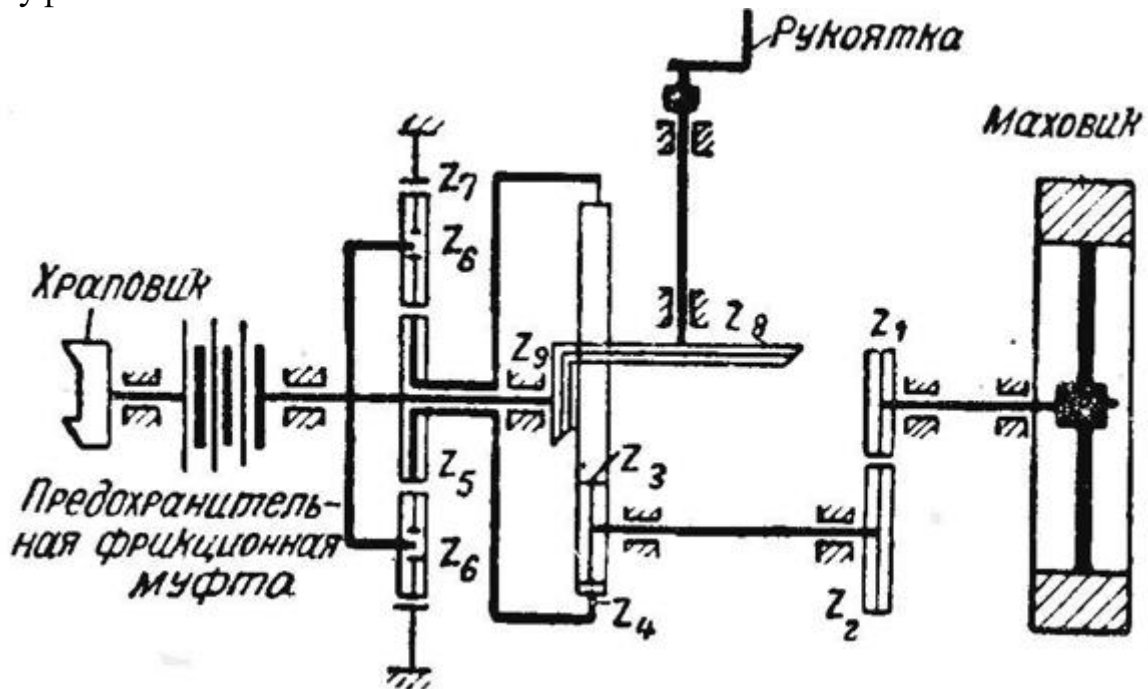 Рукоятка
Маховик
Z7
Z6
Храповик
Z8
Z9
Z1
Z3
Z5
Предохранитель-
ная фрикционная
муфта
Z6
Z4
Z2